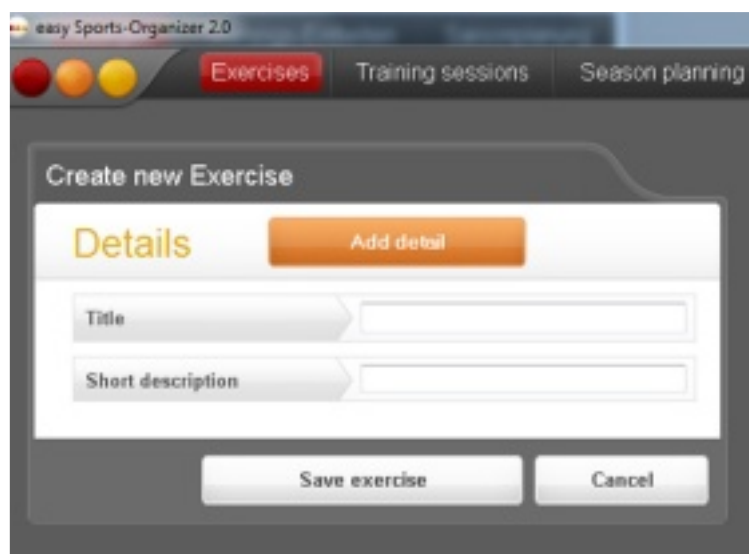 easy Sports-Organizer 2.0
Exercises Training sessions Season planning
Create new Exercise
Details Add detail
Title
Short description
Save exercise Cancel